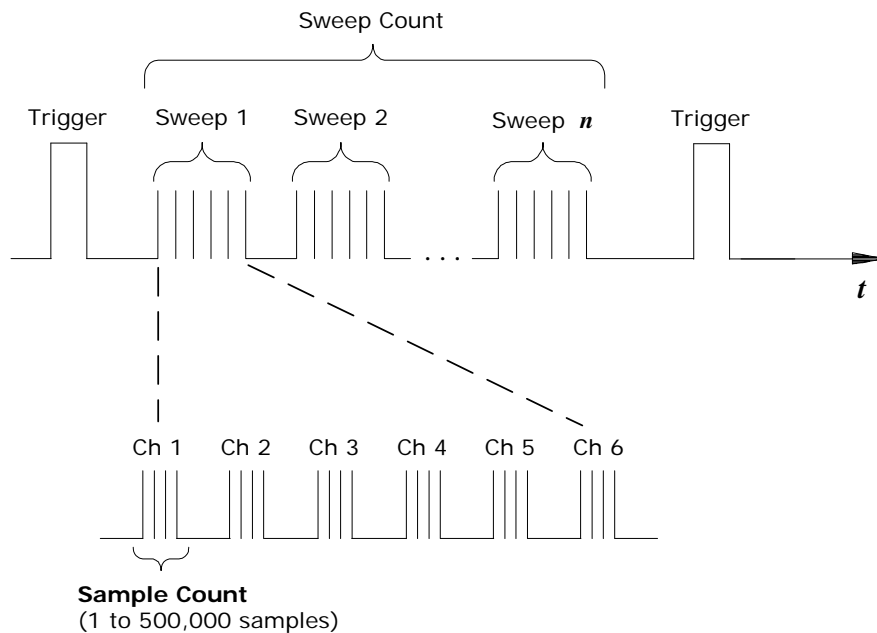 Sweep Count
Trigger Sweep 1 Sweep 2 Sweep n Trigger
. . .
t
Ch 1 Ch 2 Ch 3 Ch 4 Ch 5 Ch 6
Sample Count
(1 to 500,000 samples)